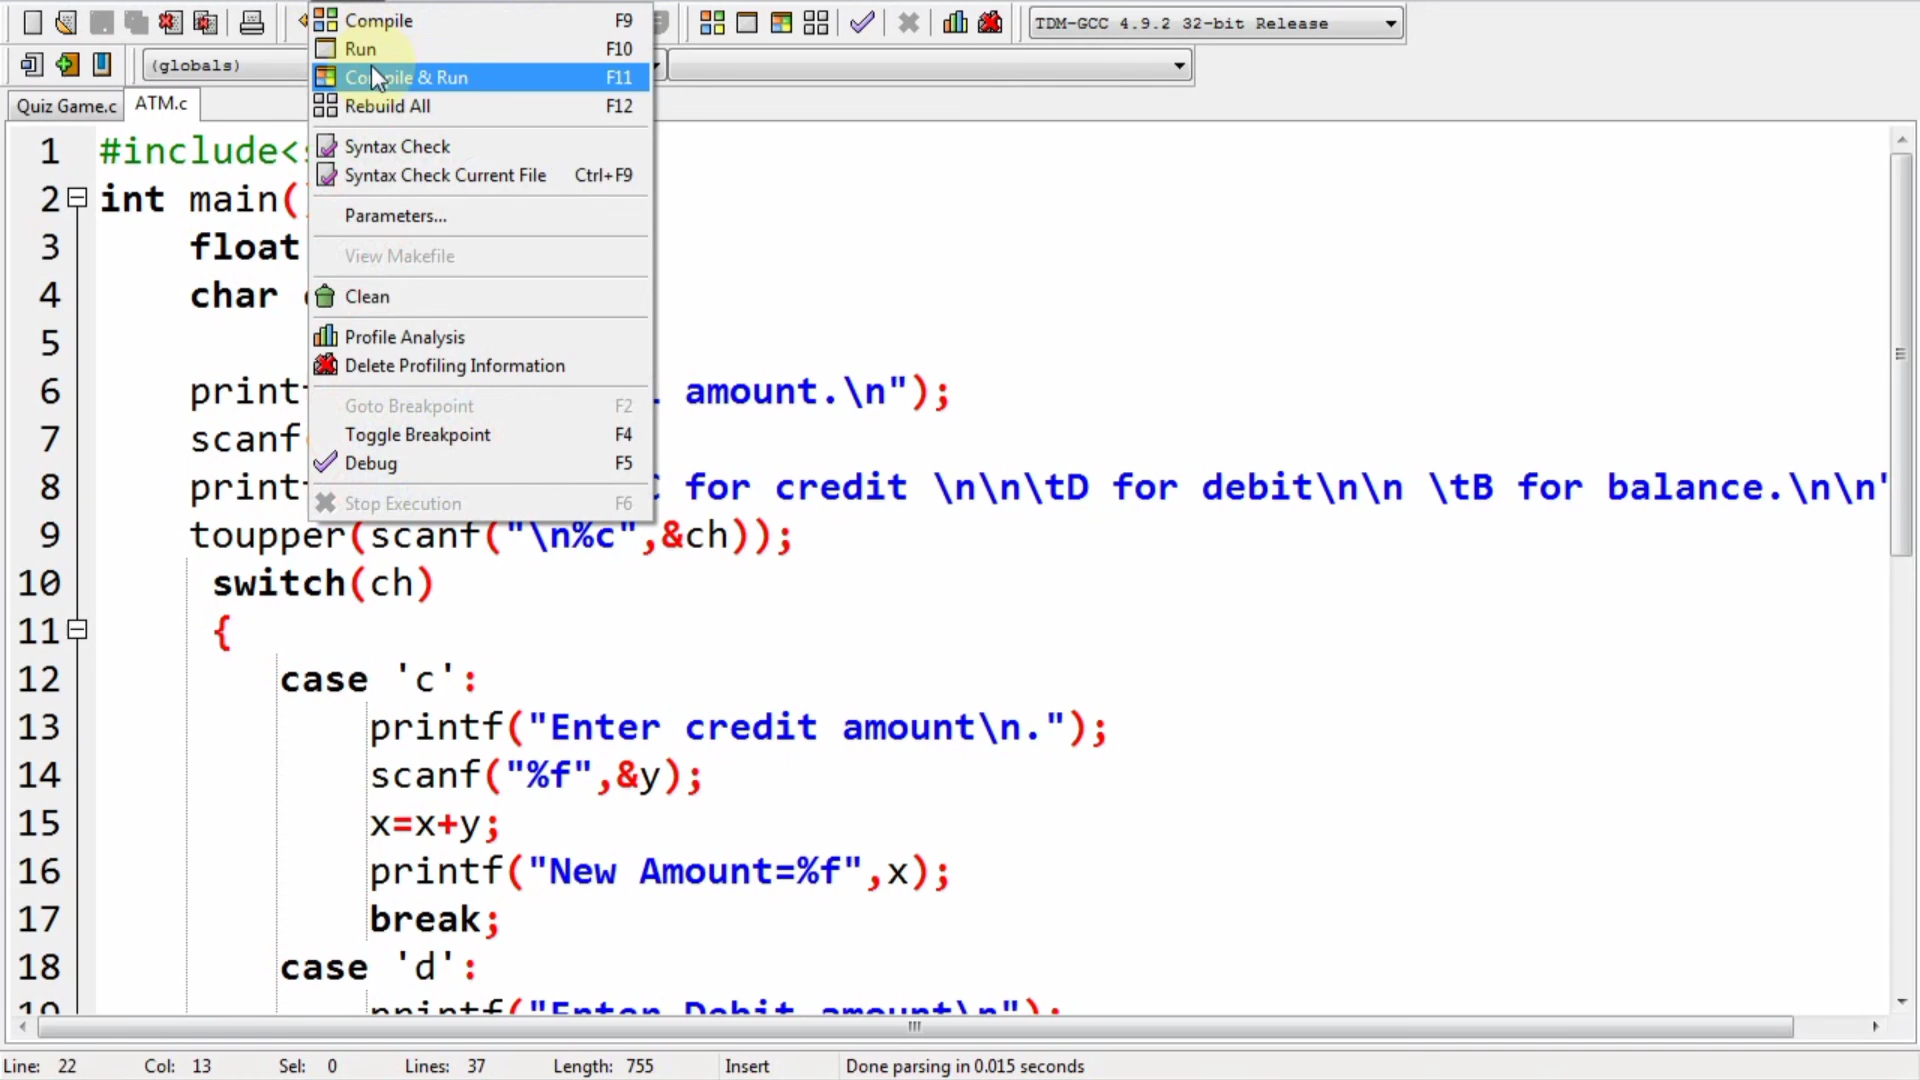 Compile F9
Run F10
Compile & Run F11
Rebuild All F12
Syntax Check
Syntax Check Current File Ctrl+F9
Parameters...
View Makefile
Clean
Profile Analysis
Delete Profiling Information
Goto Breakpoint F2
Toggle Breakpoint F4
Debug F5
Stop Execution F6
TDM-GCC 4.9.2 32-bit Release
(globals)
Quiz Game.c ATM.c
1 #include<
2 int main(
3 float
4 char
5
6 print amount.\n");
7 scanf
8 print for credit \n\n\tD for debit\n\n \tB for balance.\n\n"
9 toupper(scanf("\n%c",&ch));
10 switch(ch)
11 {
12 case 'c':
13 printf("Enter credit amount\n.");
14 scanf("%f",&y);
15 x=x+y;
16 printf("New Amount=%f",x);
17 break;
18 case 'd':
19 printf("Enter Debit amount\n");
Line: 22 Col: 13 Sel: 0 Lines: 37 Length: 755 Insert Done parsing in 0.015 seconds